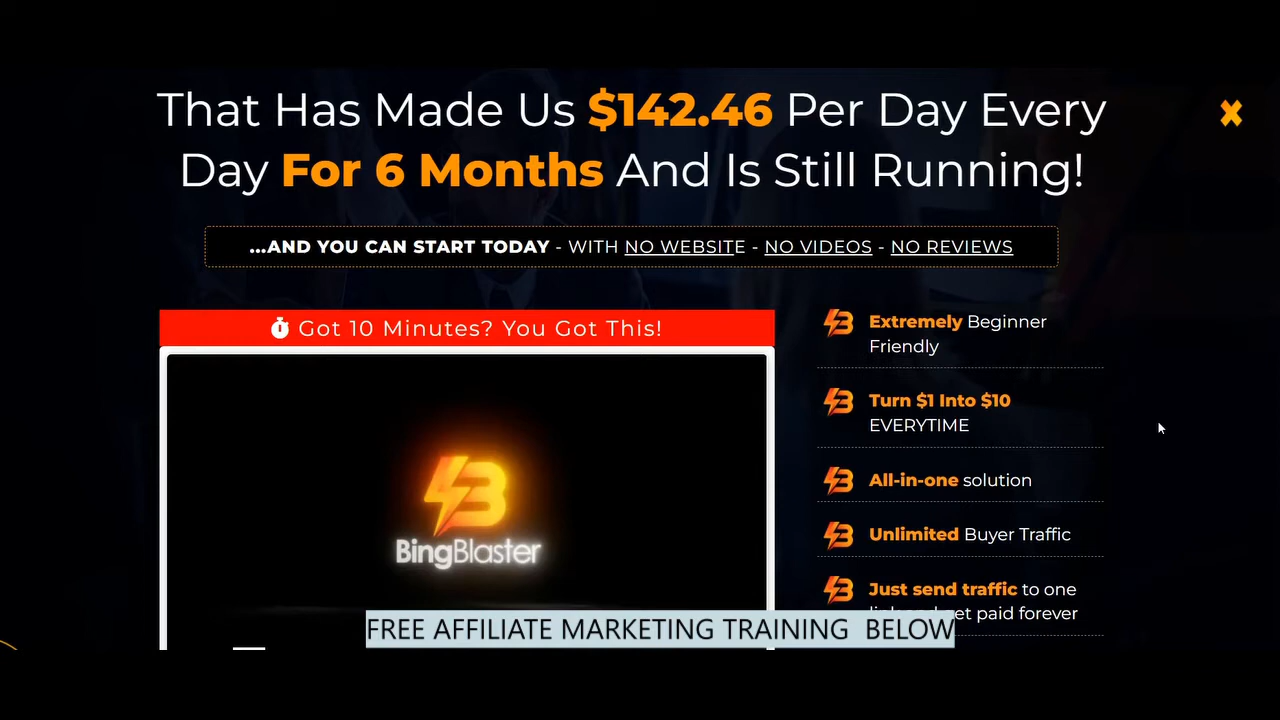 That Has Made Us $142.46 Per Day Every
Day For 6 Months And Is Still Running!
...AND YOU CAN START TODAY - WITH NO WEBSITE - NO VIDEOS - NO REVIEWS
Got 10 Minutes? You Got This!
BingBlaster
Extremely Beginner
Friendly
Turn $1 Into $10
EVERYTIME
All-in-one solution
Unlimited Buyer Traffic
Just send traffic to one
get paid forever
FREE AFFILIATE MARKETING TRAINING BELOW